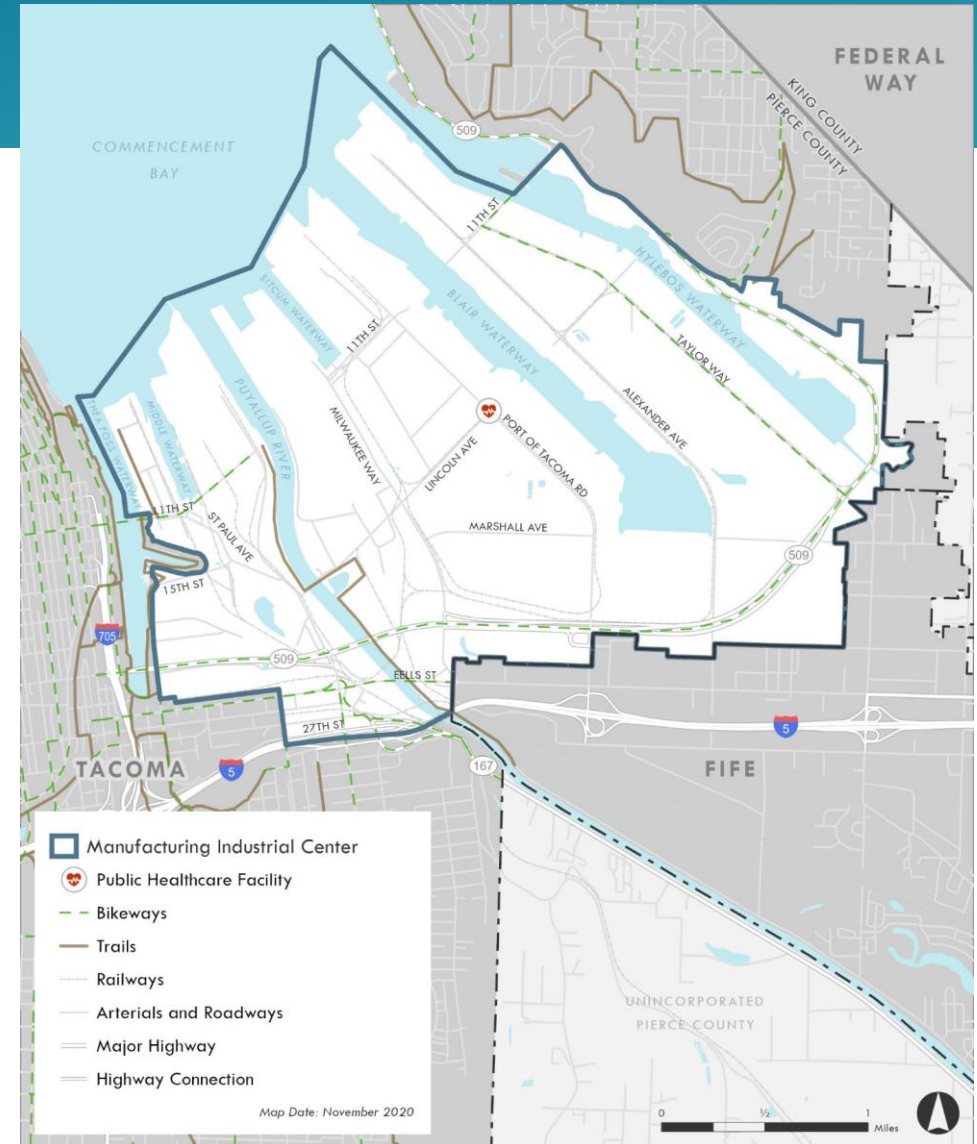 FEDERAL
WAY
KING COUNTY
PIERCE COUNTY
COMMENCEMENT
BAY
509
11TH ST
HYLEBOS WATERWAY
SITCUM WATERWAY
BLAIR WATERWAY
11TH ST
TAYLOR WAY
PUYALLUP RIVER
MIDDLE WATERWAY
THEA FOSS WATERWAY
MILWAUKEE WAY
LINCOLN AVE
PORT OF TACOMA RD
ALEXANDER AVE
11TH ST
ST PAUL AVE
MARSHALL AVE
509
15TH ST
705
509
EELLS ST
27TH ST
5
TACOMA
5
167
FIFE
Manufacturing Industrial Center
Public Healthcare Facility
Bikeways
Trails
Railways
Arterials and Roadways
Major Highway
Highway Connection
Map Date: November 2020
UNINCORPORATED
PIERCE COUNTY
0 ½ 1
Miles